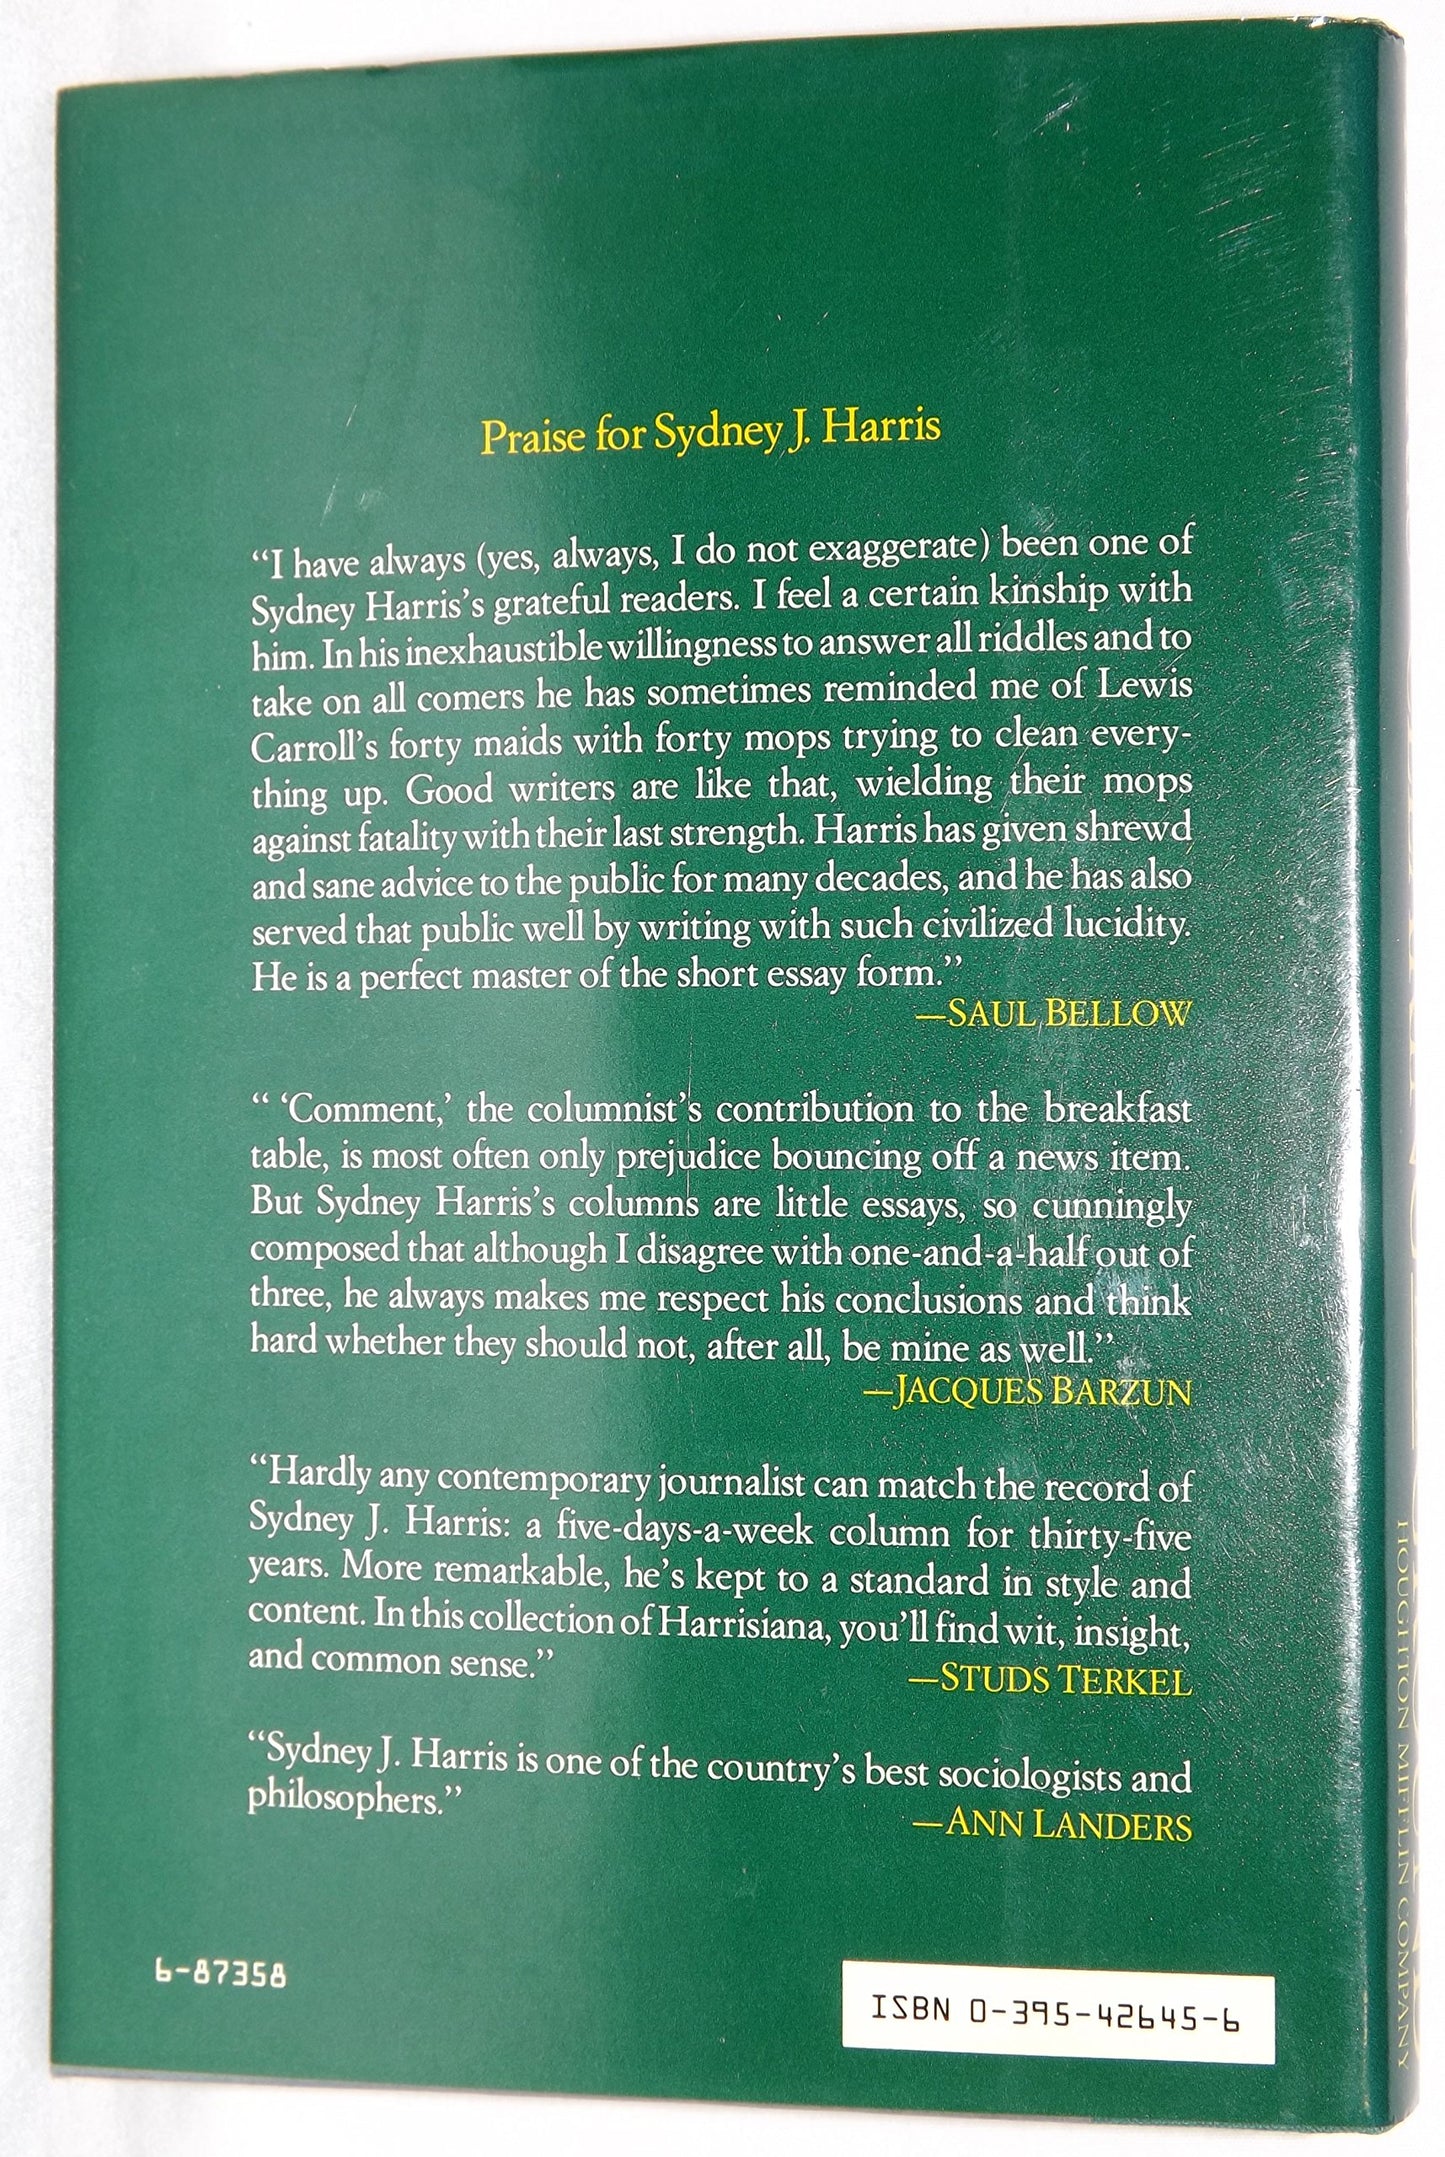 Praise for Sydney J. Harris
“I have always (yes, always, I do not exaggerate) been one of
Sydney Harris’s grateful readers. I feel a certain kinship with
him. In his inexhaustible willingness to answer all riddles and to
take on all comers he has sometimes reminded me of Lewis
Carroll’s forty maids with forty mops trying to clean every-
thing up. Good writers are like that, wielding their mops
against fatality with their last strength. Harris has given shrewd
and sane advice to the public for many decades, and he has also
served that public well by writing with such civilized lucidity.
He is a perfect master of the short essay form.”
—SAUL BELLOW
“ ‘Comment,’ the columnist’s contribution to the breakfast
table, is most often only prejudice bouncing off a news item.
But Sydney Harris’s columns are little essays, so cunningly
composed that although I disagree with one-and-a-half out of
three, he always makes me respect his conclusions and think
hard whether they should not, after all, be mine as well.”
—JACQUES BARZUN
“Hardly any contemporary journalist can match the record of
Sydney J. Harris: a five-days-a-week column for thirty-five
years. More remarkable, he’s kept to a standard in style and
content. In this collection of Harrisiana, you’ll find wit, insight,
and common sense.”
—STUDS TERKEL
“Sydney J. Harris is one of the country’s best sociologists and
philosophers.”
—ANN LANDERS
6-87358
ISBN 0-395-42645-6
HOUGHTON MIFFLIN COMPANY